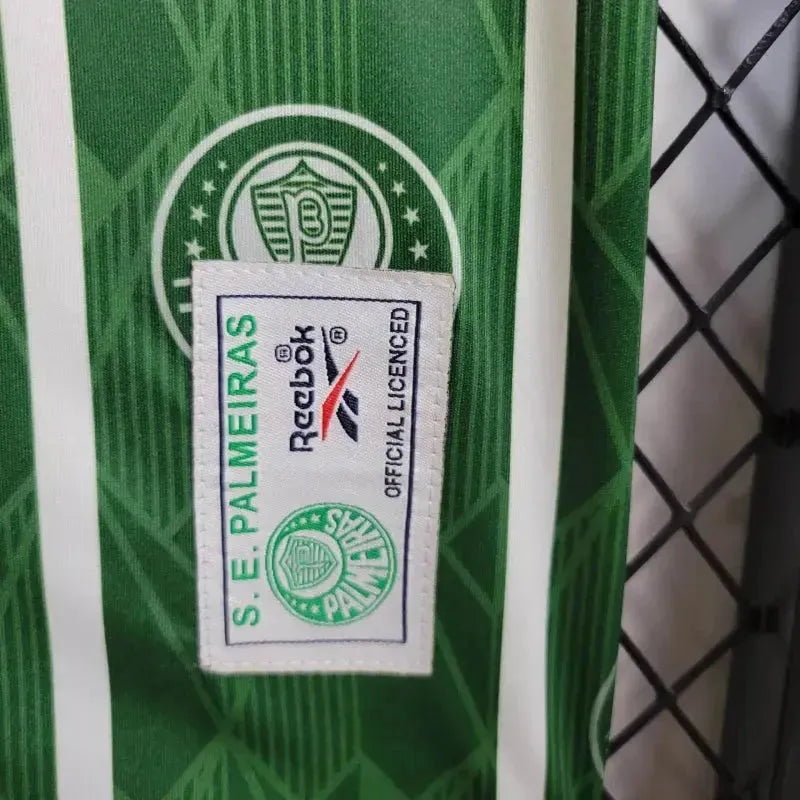 S. E. PALMEIRAS
Reebok ®
®
PALMEIRAS
OFFICIAL LICENCED
P